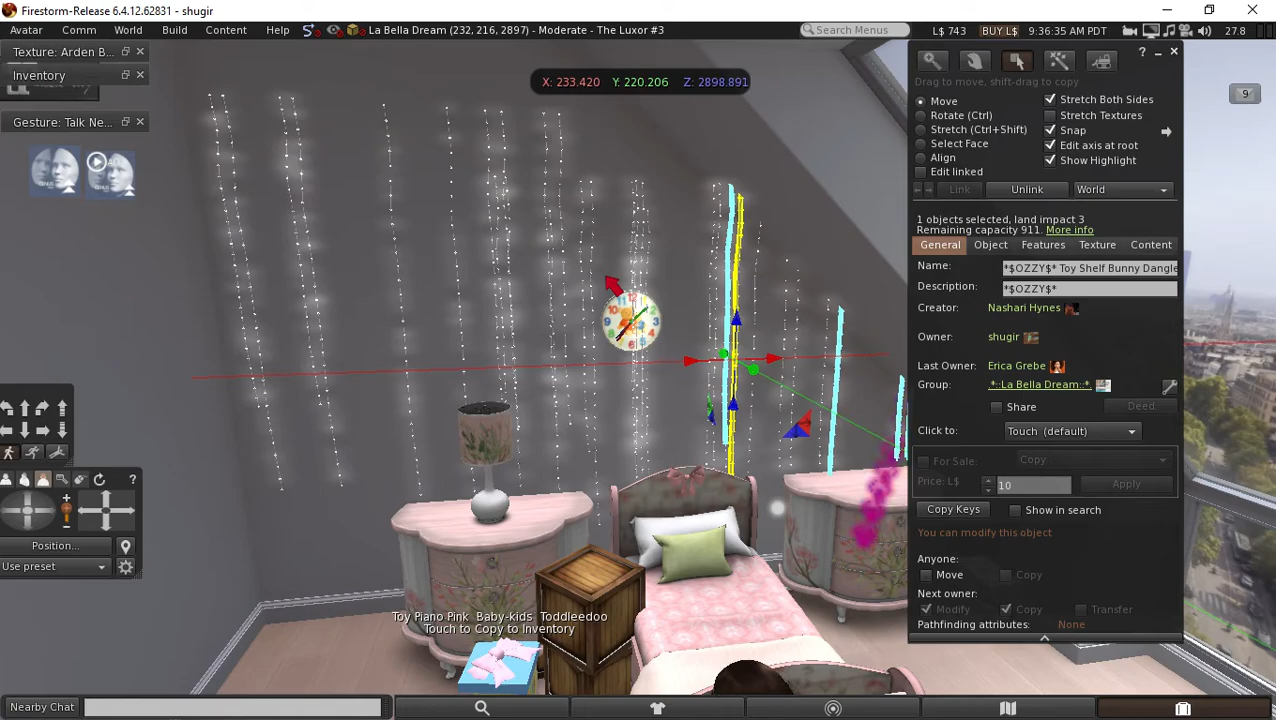 Firestorm-Release 6.4.12.62831 - shugir
Avatar Comm World Build Content Help La Bella Dream (232, 216, 2897) - Moderate - The Luxor #3 Search Menus L$ 743 BUY L$ 9:36:35 AM PDT 27.8
Texture: Arden B...
Inventory
Gesture: Talk Ne...
X: 233.420 Y: 220.206 Z: 2898.891
9
Drag to move, shift-drag to copy
Move
Rotate (Ctrl)
Stretch (Ctrl+Shift)
Select Face
Align
Edit linked
Stretch Both Sides
Stretch Textures
Snap
Edit axis at root
Show Highlight
Link Unlink World
1 objects selected, land impact 3
Remaining capacity 911. More info
General Object Features Texture Content
Name: *$OZZY$* Toy Shelf Bunny Dangle
Description: *$OZZY$*
Creator: Nashari Hynes
Owner: shugir
Last Owner: Erica Grebe
Group: .*::La Bella Dream::*.
Share Deed
Click to: Touch (default)
For Sale: Copy
Price: L$ 10 Apply
Copy Keys Show in search
You can modify this object
Anyone:
Move Copy
Next owner:
Modify Copy Transfer
Pathfinding attributes: None
Position...
Use preset
Toy Piano Pink Baby-kids Toddleedoo
Touch to Copy to Inventory
Nearby Chat